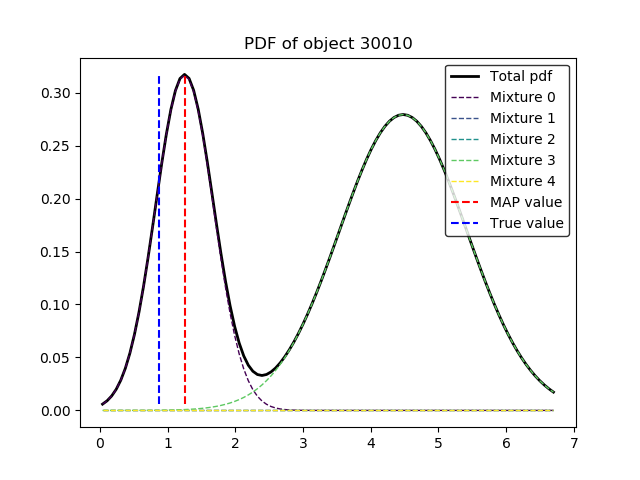 PDF of object 30010
Total pdf
Mixture 0
Mixture 1
Mixture 2
Mixture 3
Mixture 4
MAP value
True value
0.30
0.25
0.20
0.15
0.10
0.05
0.00
0 1 2 3 4 5 6 7